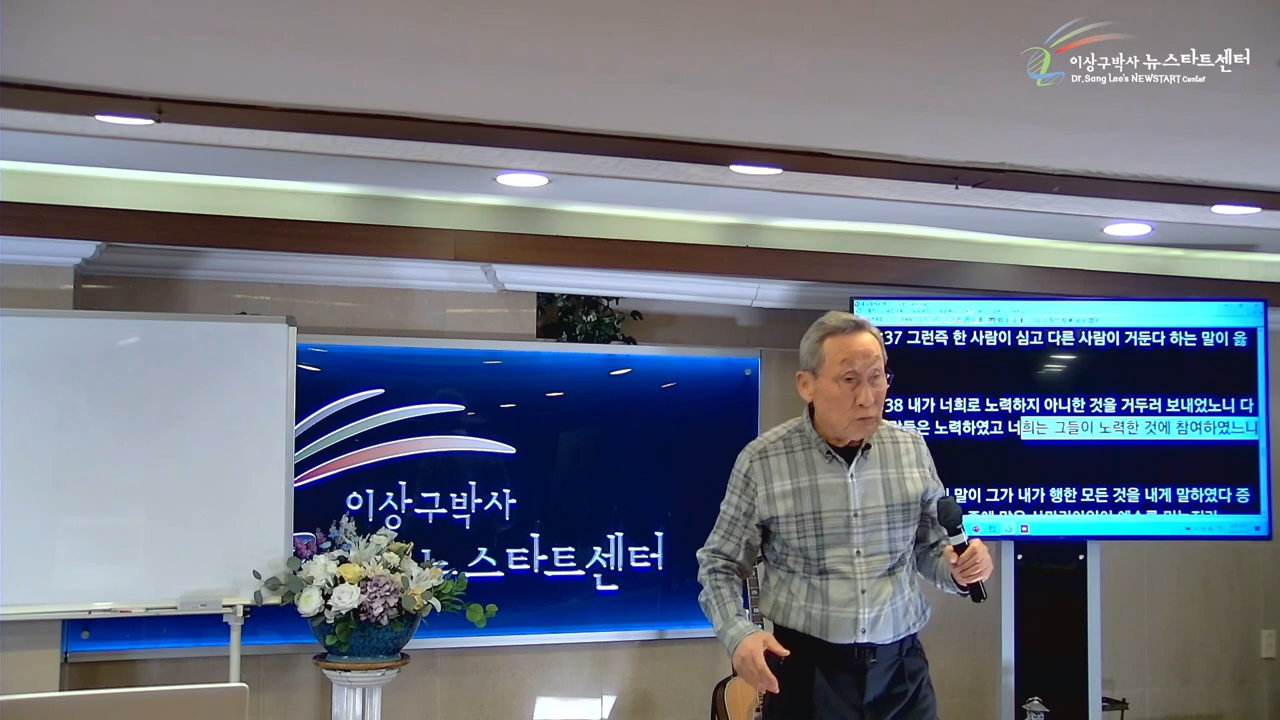 이상구박사 뉴스타트센터
Dr. Sang Lee's NEWSTART Center
37 그런즉 한 사람이 심고 다른 사람이 거둔다 하는 말이 옳
38 내가 너희로 노력하지 아니한 것을 거두러 보내었노니 다
들은 노력하였고 너희는 그들이 노력한 것에 참여하였느니
말이 그가 내가 행한 모든 것을 내게 말하였다 증
이상구박사
뉴스타트센터